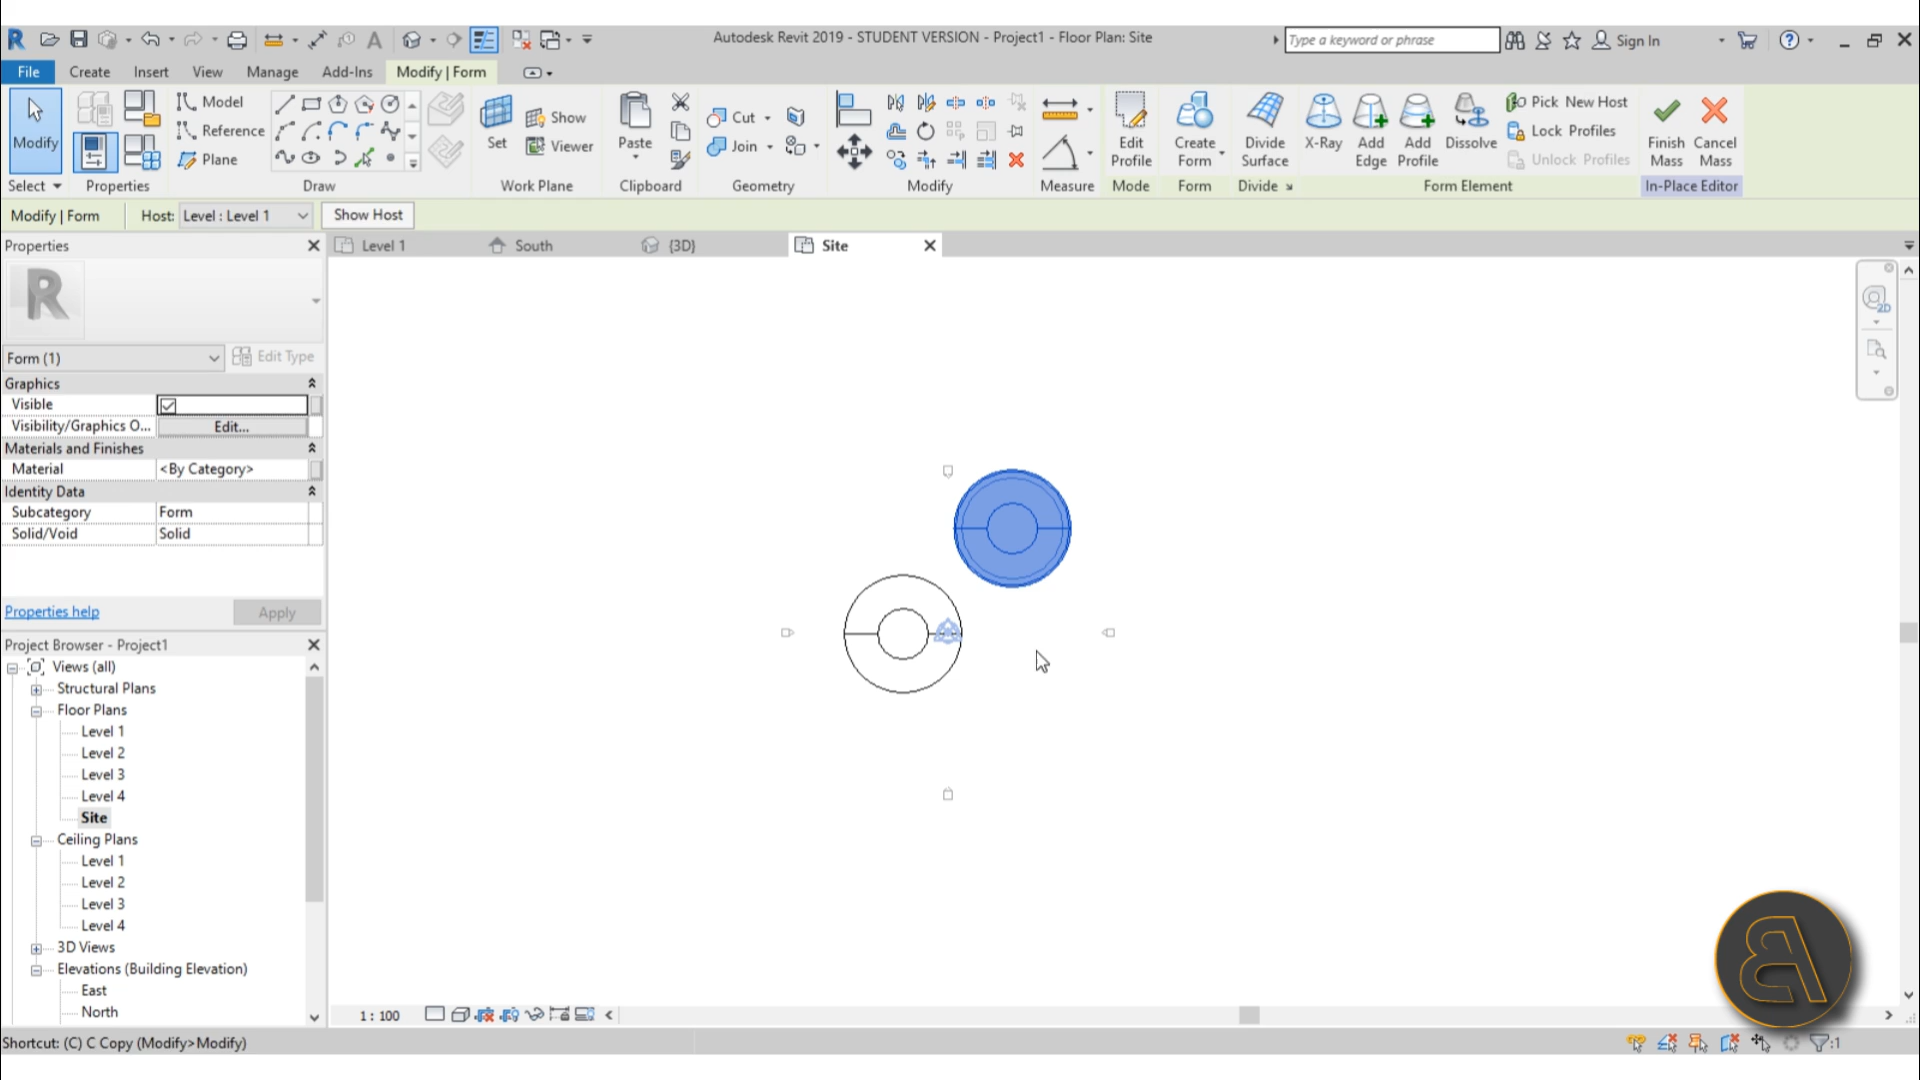 Autodesk Revit 2019 - STUDENT VERSION - Project1 - Floor Plan: Site
Type a keyword or phrase
Sign In
File Create Insert View Manage Add-Ins Modify | Form
Modify
Select
Properties
Model
Reference
Plane
Draw
Set
Show
Viewer
Work Plane
Paste
Clipboard
Cut
Join
Geometry
Modify
Measure
Edit Profile
Mode
Create Form
Form
Divide Surface
Divide
X-Ray
Add Edge
Add Profile
Dissolve
Pick New Host
Lock Profiles
Unlock Profiles
Form Element
Finish Mass
Cancel Mass
In-Place Editor
Modify | Form
Host: Level : Level 1
Show Host
Properties
Level 1
South
{3D}
Site
R
Form (1)
Edit Type
Graphics
Visible
Visibility/Graphics O... Edit...
Materials and Finishes
Material <By Category>
Identity Data
Subcategory Form
Solid/Void Solid
Properties help
Apply
Project Browser - Project1
Views (all)
Structural Plans
Floor Plans
Level 1
Level 2
Level 3
Level 4
Site
Ceiling Plans
Level 1
Level 2
Level 3
Level 4
3D Views
Elevations (Building Elevation)
East
North
2D
1 : 100
Shortcut: (C) C Copy (Modify>Modify)
:1